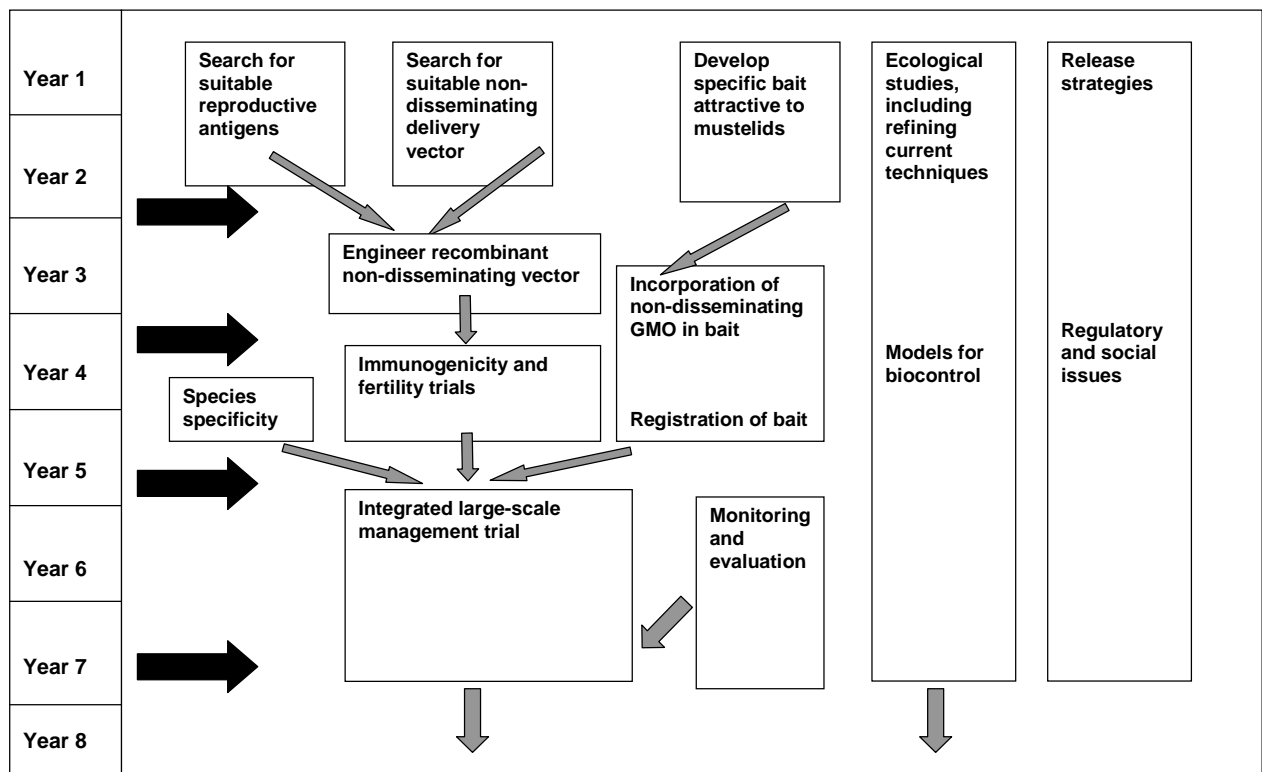 Year 1
Year 2
Year 3
Year 4
Year 5
Year 6
Year 7
Year 8
Search for
suitable
reproductive
antigens
Search for
suitable non-
disseminating
delivery
vector
Develop
specific bait
attractive to
mustelids
Ecological
studies,
including
refining
current
techniques
Models for
biocontrol
Release
strategies
Regulatory
and social
issues
Engineer recombinant
non-disseminating vector
Incorporation of
non-disseminating
GMO in bait
Registration of bait
Immunogenicity and
fertility trials
Species
specificity
Integrated large-scale
management trial
Monitoring
and
evaluation